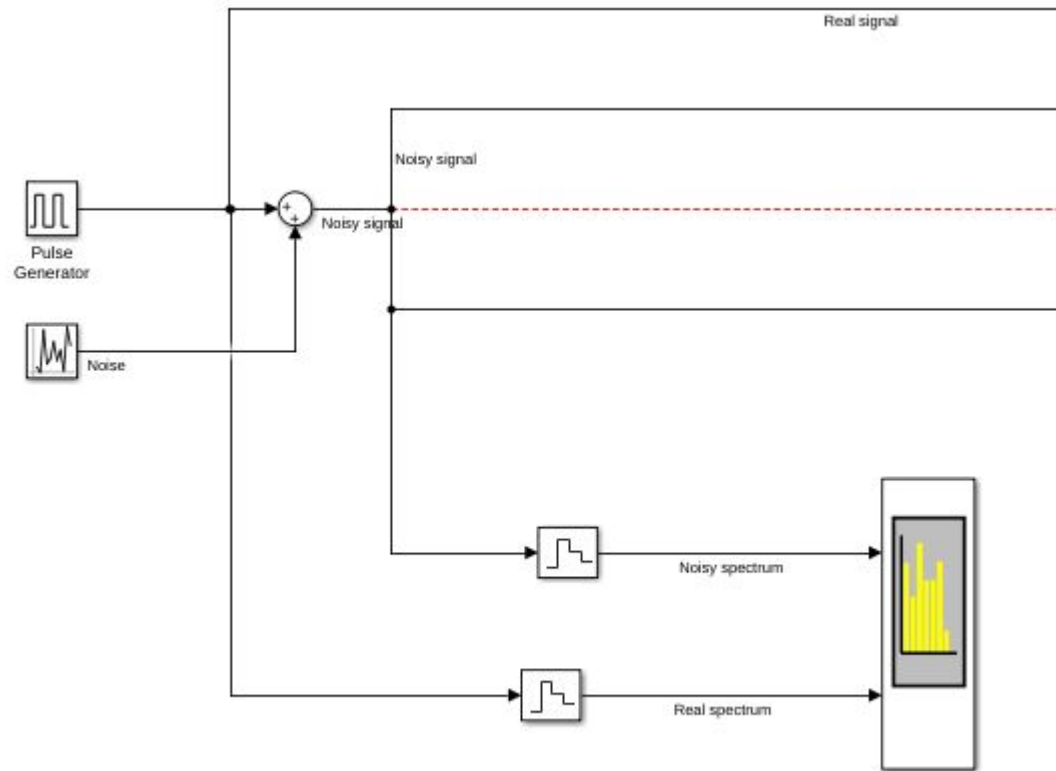 Real signal
Noisy signal
Noisy signal
Pulse
Generator
Noise
Noisy spectrum
Real spectrum